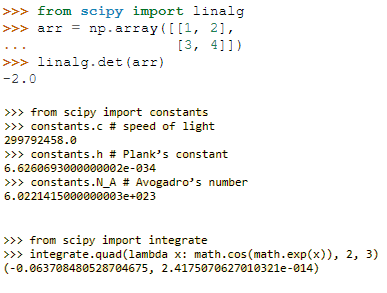 >>> from scipy import linalg
>>> arr = np.array([[1, 2],
... [3, 4]])
>>> linalg.det(arr)
-2.0
>>> from scipy import constants
>>> constants.c # speed of light
299792458.0
>>> constants.h # Plank’s constant
6.6260693000000002e-034
>>> constants.N_A # Avogadro’s number
6.0221415000000003e+023
>>> from scipy import integrate
>>> integrate.quad(lambda x: math.cos(math.exp(x)), 2, 3)
(-0.063708480528704675, 2.4175070627010321e-014)